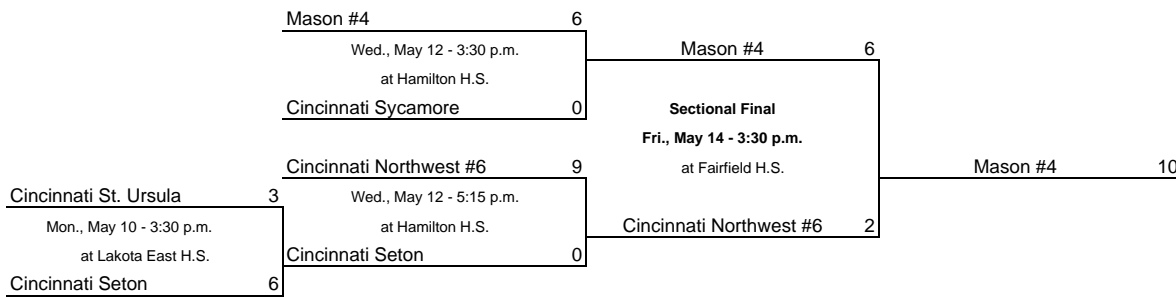 Mason #4 6
Wed., May 12 - 3:30 p.m.
at Hamilton H.S.
Cincinnati Sycamore 0
Mason #4 6
Sectional Final
Fri., May 14 - 3:30 p.m.
at Fairfield H.S.
Cincinnati Northwest #6 9
Wed., May 12 - 5:15 p.m.
at Hamilton H.S.
Cincinnati Seton 0
Cincinnati Northwest #6 2
Cincinnati St. Ursula 3
Mon., May 10 - 3:30 p.m.
at Lakota East H.S.
Cincinnati Seton 6
Mason #4 10